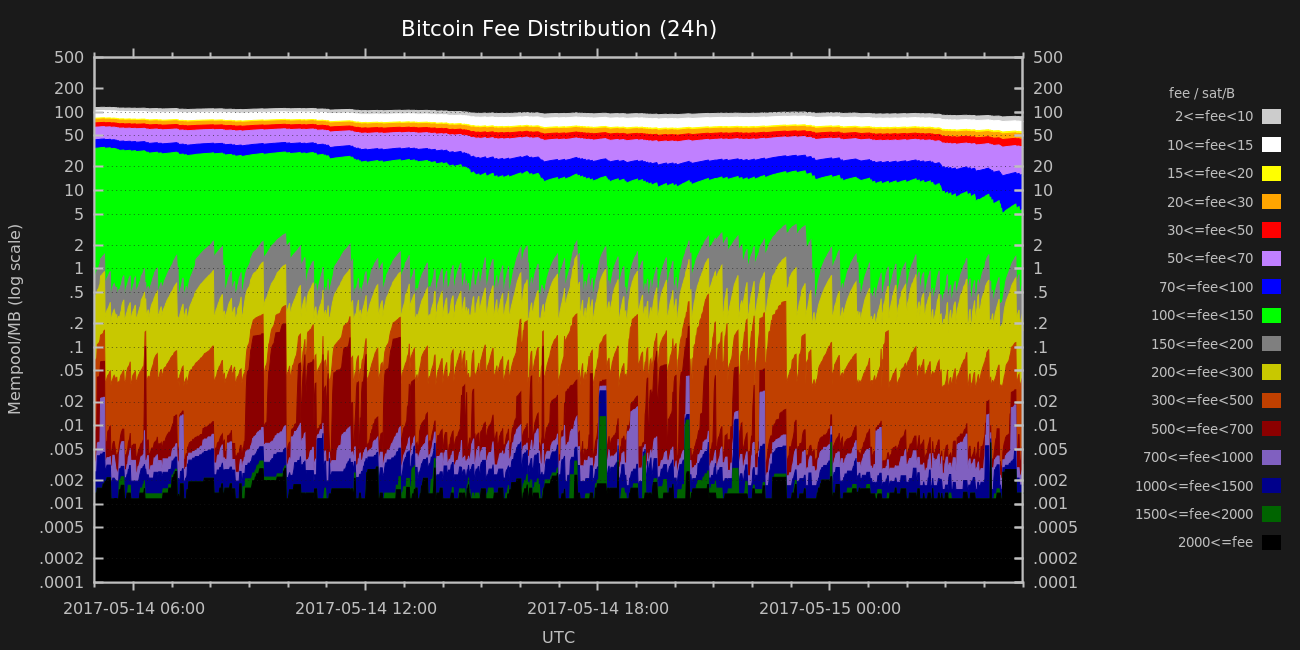 Bitcoin Fee Distribution (24h)
Mempool/MB (log scale)
500
200
100
50
20
10
5
2
1
.5
.2
.1
.05
.02
.01
.005
.002
.001
.0005
.0002
.0001
500
200
100
50
20
10
5
2
1
.5
.2
.1
.05
.02
.01
.005
.002
.001
.0005
.0002
.0001
2017-05-14 06:00
2017-05-14 12:00
2017-05-14 18:00
2017-05-15 00:00
UTC
fee / sat/B
2<=fee<10
10<=fee<15
15<=fee<20
20<=fee<30
30<=fee<50
50<=fee<70
70<=fee<100
100<=fee<150
150<=fee<200
200<=fee<300
300<=fee<500
500<=fee<700
700<=fee<1000
1000<=fee<1500
1500<=fee<2000
2000<=fee